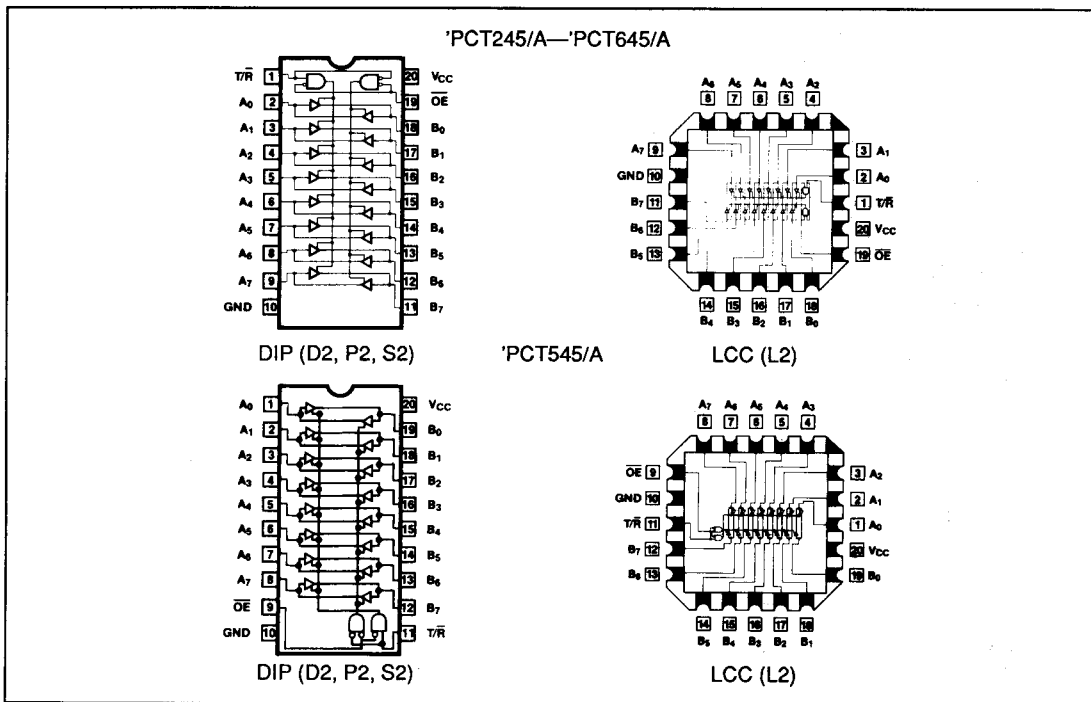 'PCT245/A—'PCT645/A
T/R̅ 1 20 VCC
A0 2 19 O̅E̅
A1 3 18 B0
A2 4 17 B1
A3 5 16 B2
A4 6 15 B3
A5 7 14 B4
A6 8 13 B5
A7 9 12 B6
GND 10 11 B7
DIP (D2, P2, S2)
A6 A5 A4 A3 A2
8 7 6 5 4
A7 9 3 A1
GND 10 2 A0
B7 11 1 T/R̅
B6 12 20 VCC
B5 13 19 O̅E̅
14 15 16 17 18
B4 B3 B2 B1 B0
LCC (L2)
'PCT545/A
A0 1 20 VCC
A1 2 19 B0
A2 3 18 B1
A3 4 17 B2
A4 5 16 B3
A5 6 15 B4
A6 7 14 B5
A7 8 13 B6
O̅E̅ 9 12 B7
GND 10 11 T/R̅
DIP (D2, P2, S2)
A7 A6 A5 A4 A3
8 7 6 5 4
O̅E̅ 9 3 A2
GND 10 2 A1
T/R̅ 11 1 A0
B7 12 20 VCC
B6 13 19 B0
14 15 16 17 18
B5 B4 B3 B2 B1
LCC (L2)